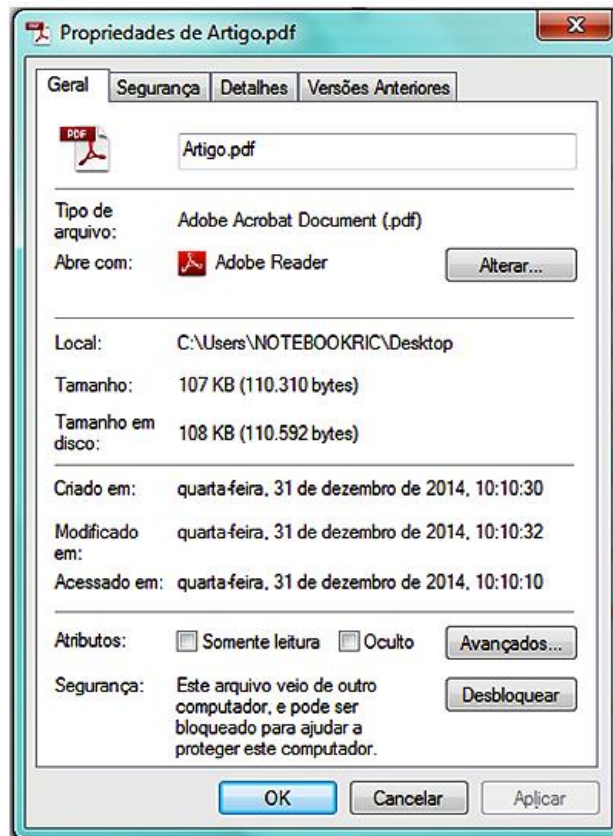 Propriedades de Artigo.pdf
x
Geral Segurança Detalhes Versões Anteriores
PDF
Artigo.pdf
Tipo de
arquivo: Adobe Acrobat Document (.pdf)
Abre com: Adobe Reader Alterar...
Local: C:\Users\NOTEBOOKRIC\Desktop
Tamanho: 107 KB (110.310 bytes)
Tamanho em
disco: 108 KB (110.592 bytes)
Criado em: quarta-feira, 31 de dezembro de 2014, 10:10:30
Modificado
em: quarta-feira, 31 de dezembro de 2014, 10:10:32
Acessado em: quarta-feira, 31 de dezembro de 2014, 10:10:10
Atributos: Somente leitura Oculto Avançados...
Segurança: Este arquivo veio de outro
computador, e pode ser
bloqueado para ajudar a
proteger este computador.
Desbloquear
OK Cancelar Aplicar